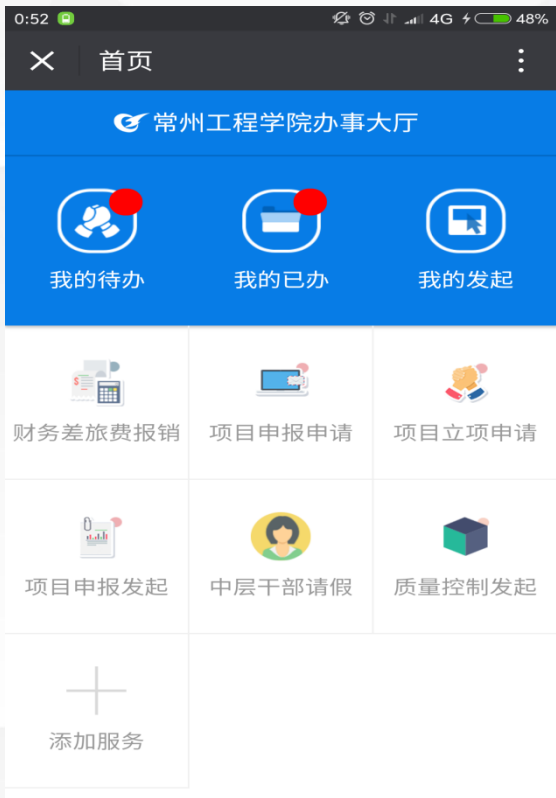 0:52 4G 48%
首页
常州工程学院办事大厅
我的待办 我的已办 我的发起
财务差旅费报销 项目申报申请 项目立项申请
项目申报发起 中层干部请假 质量控制发起
添加服务